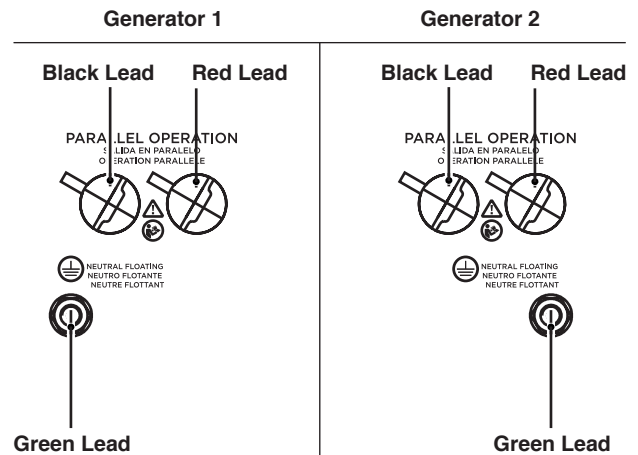 Generator 1
Generator 2
Black Lead
Red Lead
Black Lead
Red Lead
PARALLEL OPERATION
SALIDA EN PARALELO
OPERATION PARALLELE
PARALLEL OPERATION
SALIDA EN PARALELO
OPERATION PARALLELE
NEUTRAL FLOATING
NEUTRO FLOTANTE
NEUTRE FLOTTANT
NEUTRAL FLOATING
NEUTRO FLOTANTE
NEUTRE FLOTTANT
Green Lead
Green Lead